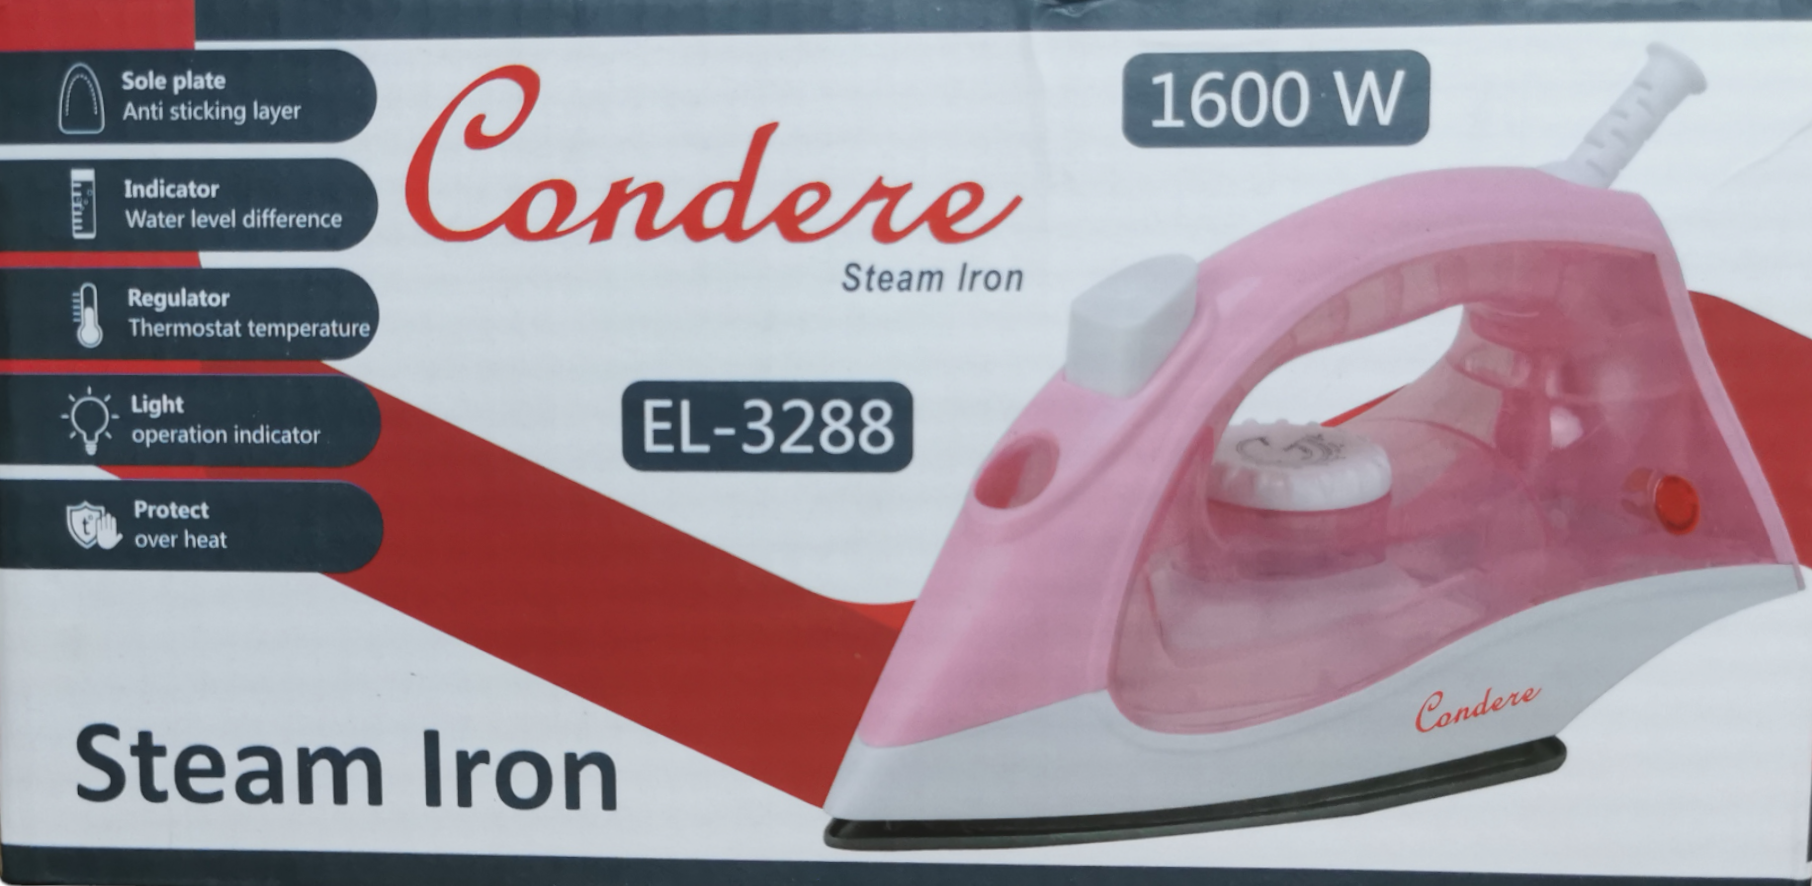 Sole plate
Anti sticking layer
Indicator
Water level difference
Regulator
Thermostat temperature
Light
operation indicator
Protect
over heat
Condere
Steam Iron
1600 W
EL-3288
Steam Iron
Condere